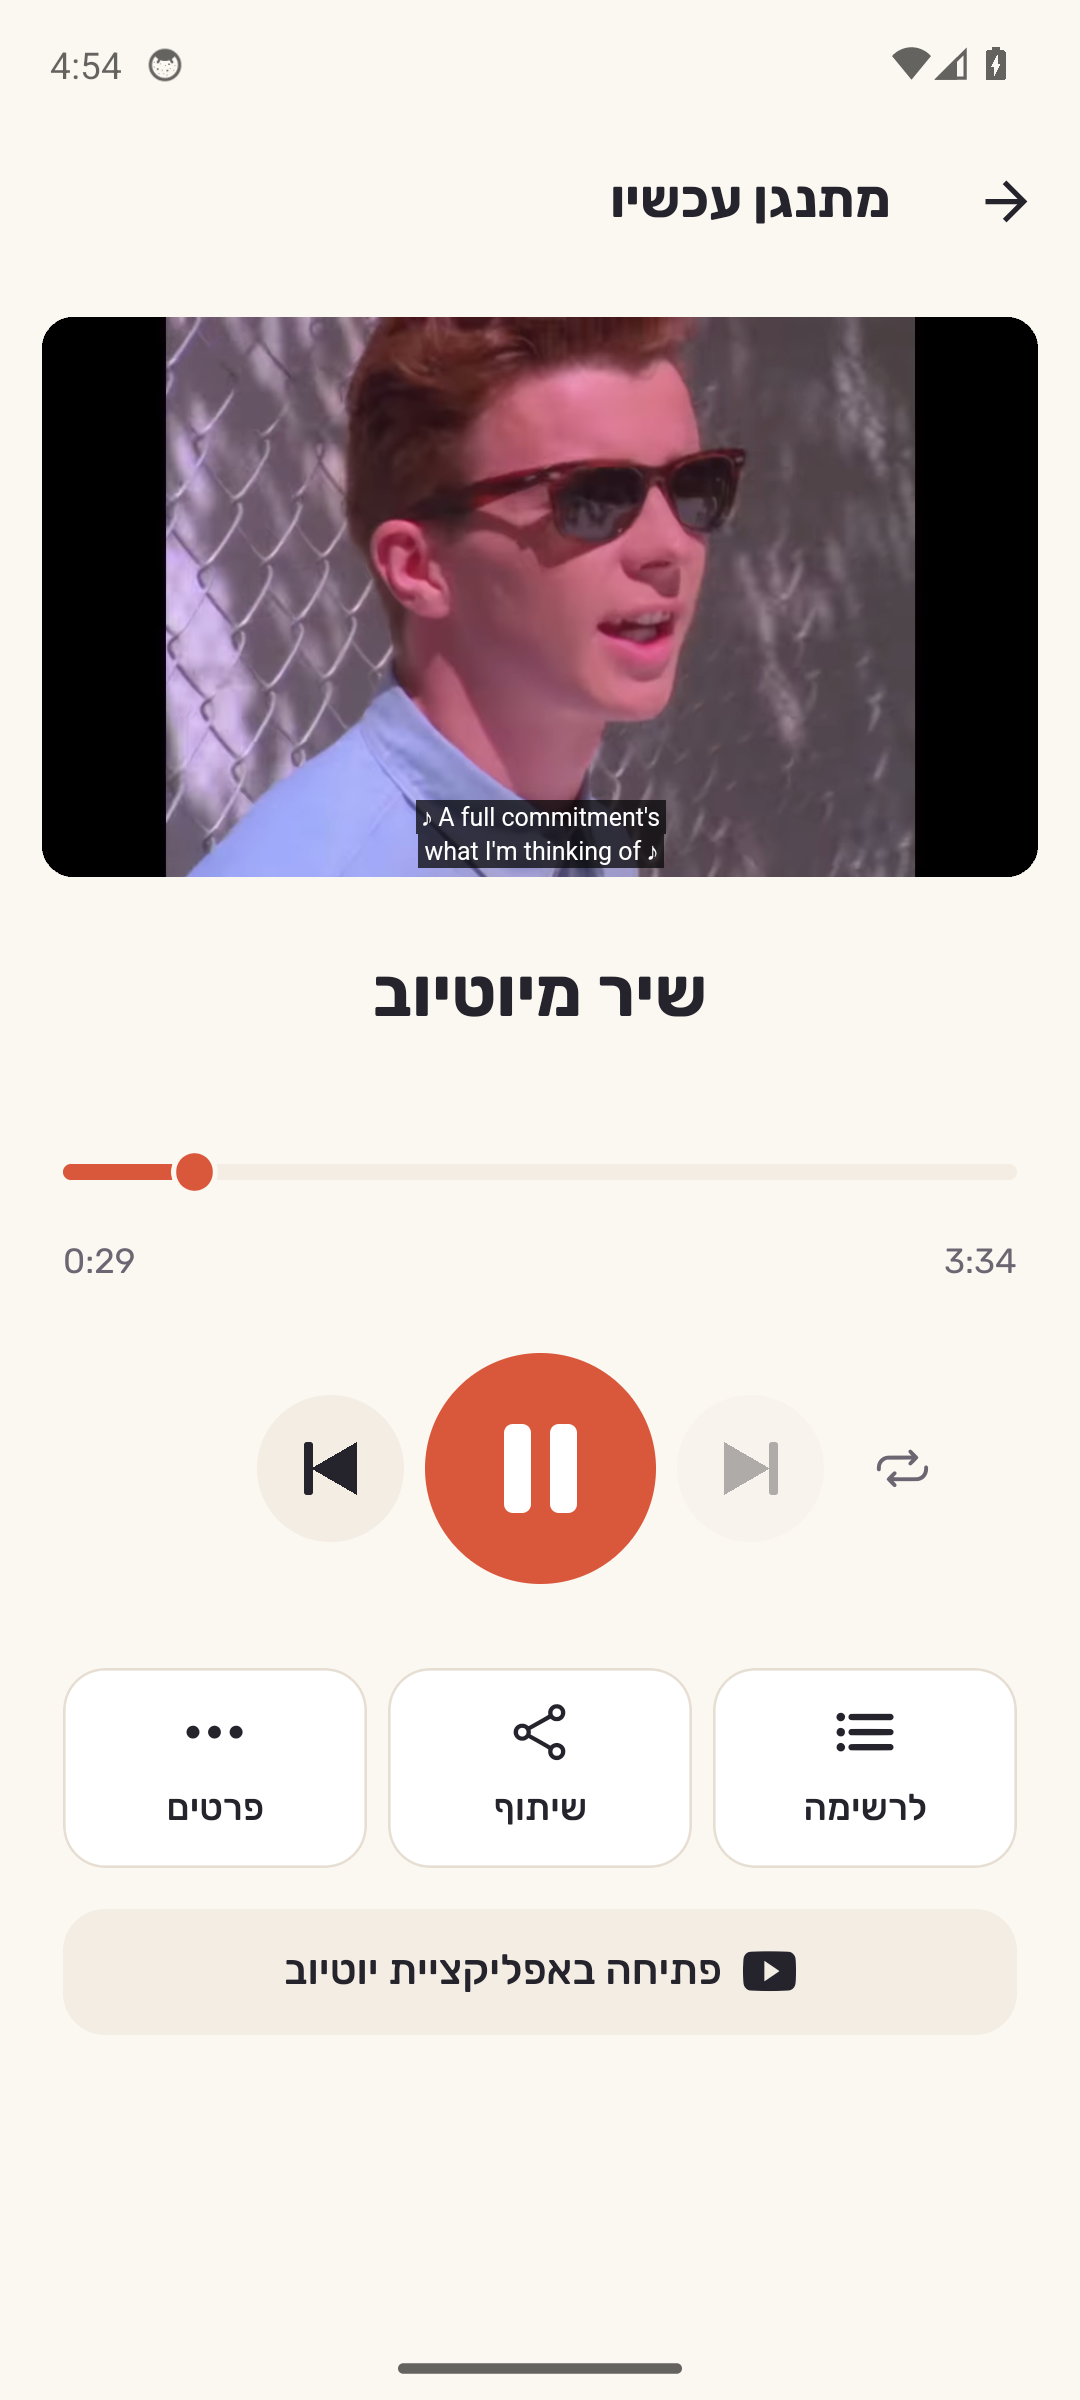 4:54
מתנגן עכשיו
♪ A full commitment's
what I'm thinking of ♪
שיר מיוטיוב
0:29
3:34
לרשימה
שיתוף
פרטים
פתיחה באפליקציית יוטיוב